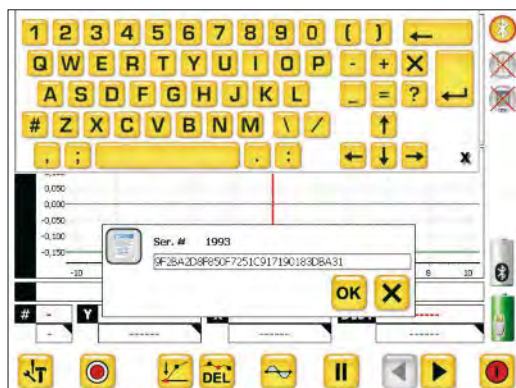 1 2 3 4 5 6 7 8 9 0 ( ) ←
Q W E R T Y U I O P - + X
A S D F G H J K L _ = ? ↵
# Z X C V B N M \ / ↑
, ; . : ← ↓ → x
0,050
0,000
-0,050
-0,100
-0,150
-10 8 10
Ser. # 1993
9F2BA2D8F850F7251C917190183DBA31
OK X
# - Y ------ ------
- ------ ------ ------
T DEL